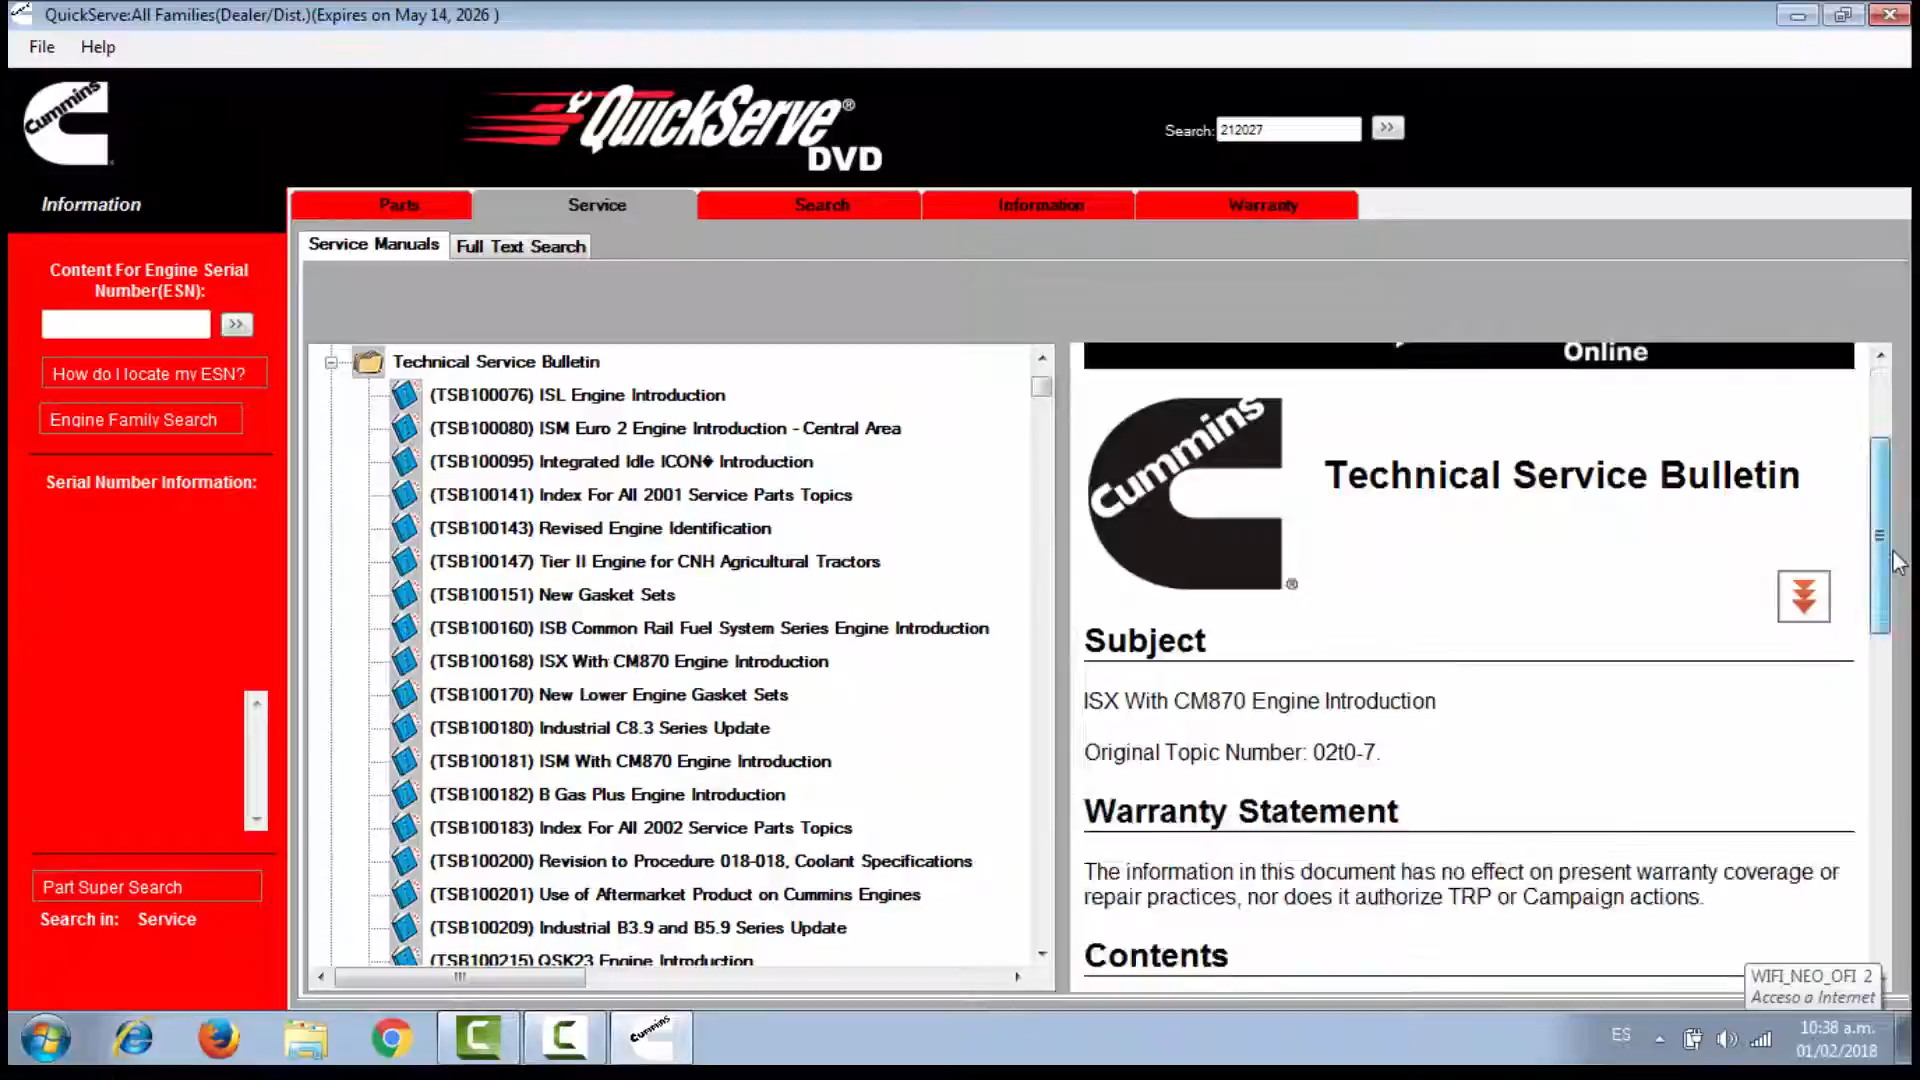 QuickServe:All Families(Dealer/Dist.)(Expires on May 14, 2026 )
File Help
Cummins
QuickServe®
DVD
Search: 212027 >>
Information
Parts Service Search Information Warranty
Service Manuals Full Text Search
Content For Engine Serial
Number(ESN):
>>
How do I locate my ESN?
Engine Family Search
Serial Number Information:
Part Super Search
Search in: Service
Technical Service Bulletin
(TSB100076) ISL Engine Introduction
(TSB100080) ISM Euro 2 Engine Introduction - Central Area
(TSB100095) Integrated Idle ICON� Introduction
(TSB100141) Index For All 2001 Service Parts Topics
(TSB100143) Revised Engine Identification
(TSB100147) Tier II Engine for CNH Agricultural Tractors
(TSB100151) New Gasket Sets
(TSB100160) ISB Common Rail Fuel System Series Engine Introduction
(TSB100168) ISX With CM870 Engine Introduction
(TSB100170) New Lower Engine Gasket Sets
(TSB100180) Industrial C8.3 Series Update
(TSB100181) ISM With CM870 Engine Introduction
(TSB100182) B Gas Plus Engine Introduction
(TSB100183) Index For All 2002 Service Parts Topics
(TSB100200) Revision to Procedure 018-018, Coolant Specifications
(TSB100201) Use of Aftermarket Product on Cummins Engines
(TSB100209) Industrial B3.9 and B5.9 Series Update
(TSB100215) QSK23 Engine Introduction
Online
Cummins ®
Technical Service Bulletin
Subject
ISX With CM870 Engine Introduction
Original Topic Number: 02t0-7.
Warranty Statement
The information in this document has no effect on present warranty coverage or
repair practices, nor does it authorize TRP or Campaign actions.
Contents
WIFI_NEO_OFI 2
Acceso a Internet
Cummins
ES
10:38 a.m.
01/02/2018